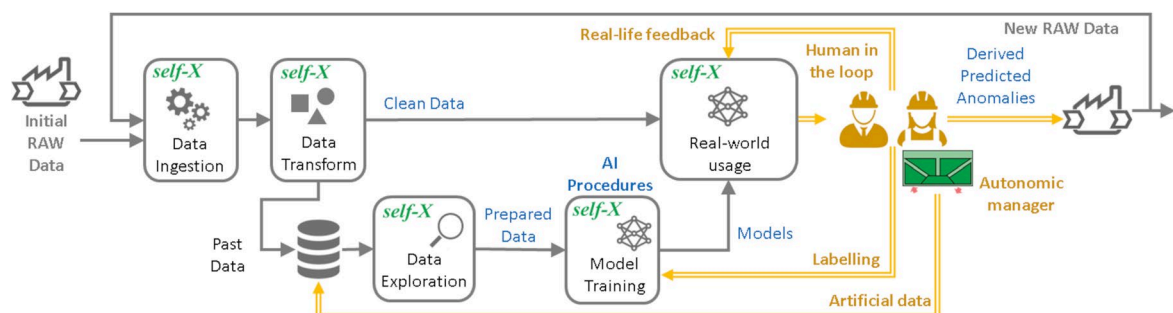 New RAW Data
Real-life feedback
Human in
the loop
Derived
Predicted
Anomalies
self-X
self-X
self-X
Initial
RAW
Data
Clean Data
Data
Ingestion
Data
Transform
Real-world
usage
AI
Procedures
Autonomic
manager
self-X
Prepared
Data
self-X
Past
Data
Data
Exploration
Model
Training
Models
Labelling
Artificial data